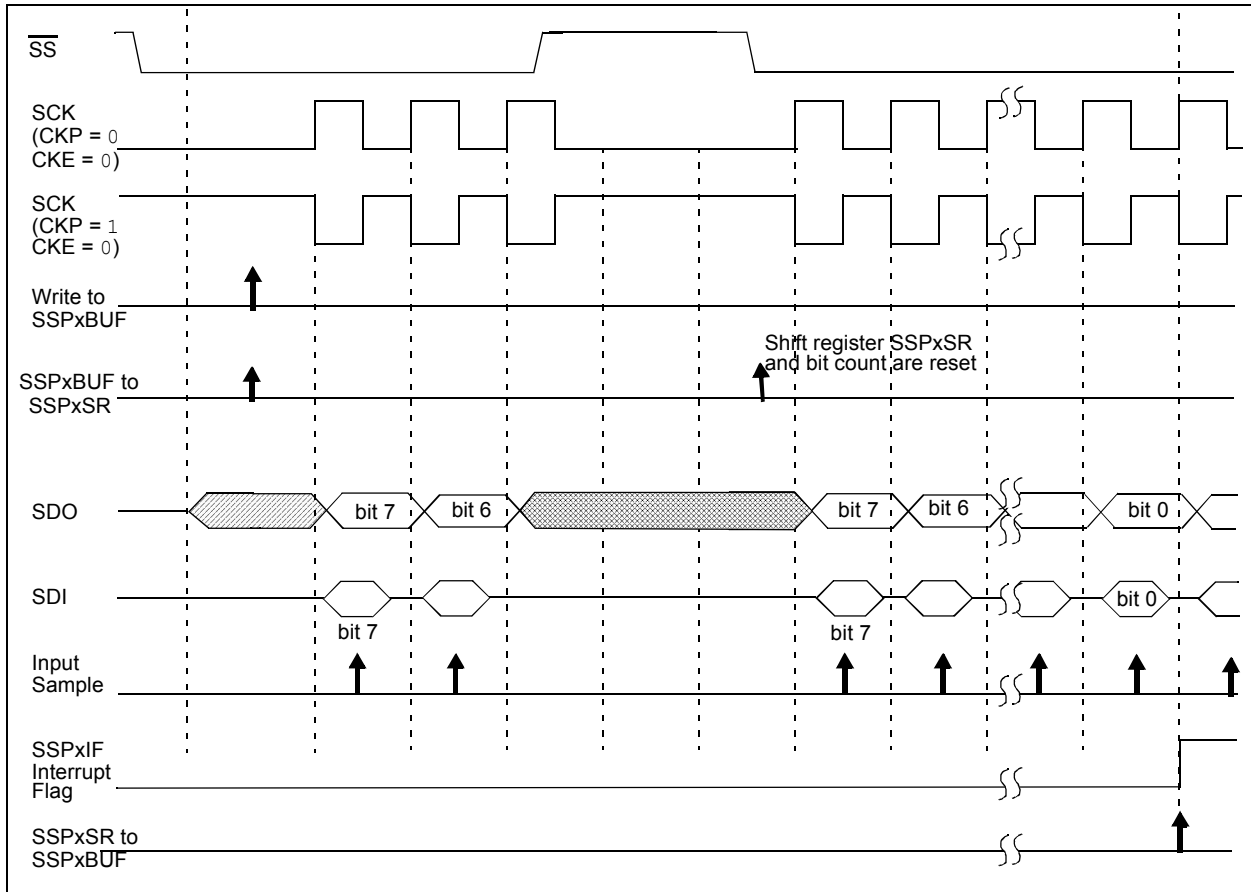 SS
SCK
(CKP = 0
CKE = 0)
SCK
(CKP = 1
CKE = 0)
Write to
SSPxBUF
Shift register SSPxSR
and bit count are reset
SSPxBUF to
SSPxSR
SDO
bit 7
bit 6
bit 7
bit 6
bit 0
SDI
bit 0
bit 7
bit 7
Input
Sample
SSPxIF
Interrupt
Flag
SSPxSR to
SSPxBUF